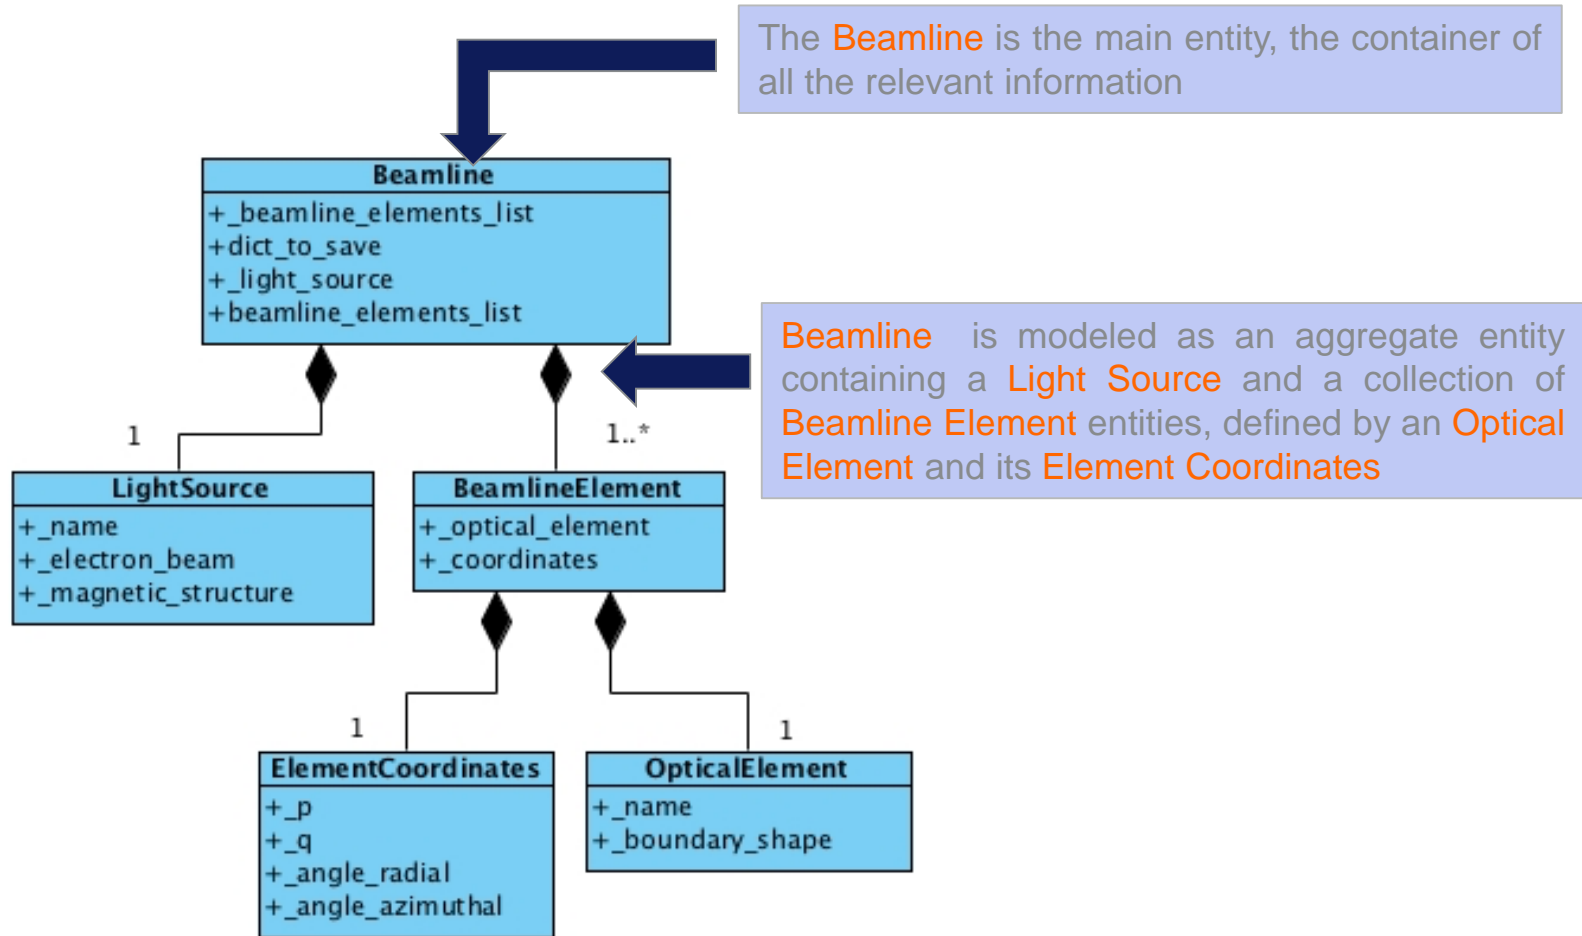 The Beamline is the main entity, the container of
all the relevant information
Beamline
+_beamline_elements_list
+dict_to_save
+_light_source
+beamline_elements_list
Beamline is modeled as an aggregate entity
containing a Light Source and a collection of
Beamline Element entities, defined by an Optical
Element and its Element Coordinates
1
1..*
LightSource
+_name
+_electron_beam
+_magnetic_structure
BeamlineElement
+_optical_element
+_coordinates
1
1
ElementCoordinates
+_p
+_q
+_angle_radial
+_angle_azimuthal
OpticalElement
+_name
+_boundary_shape